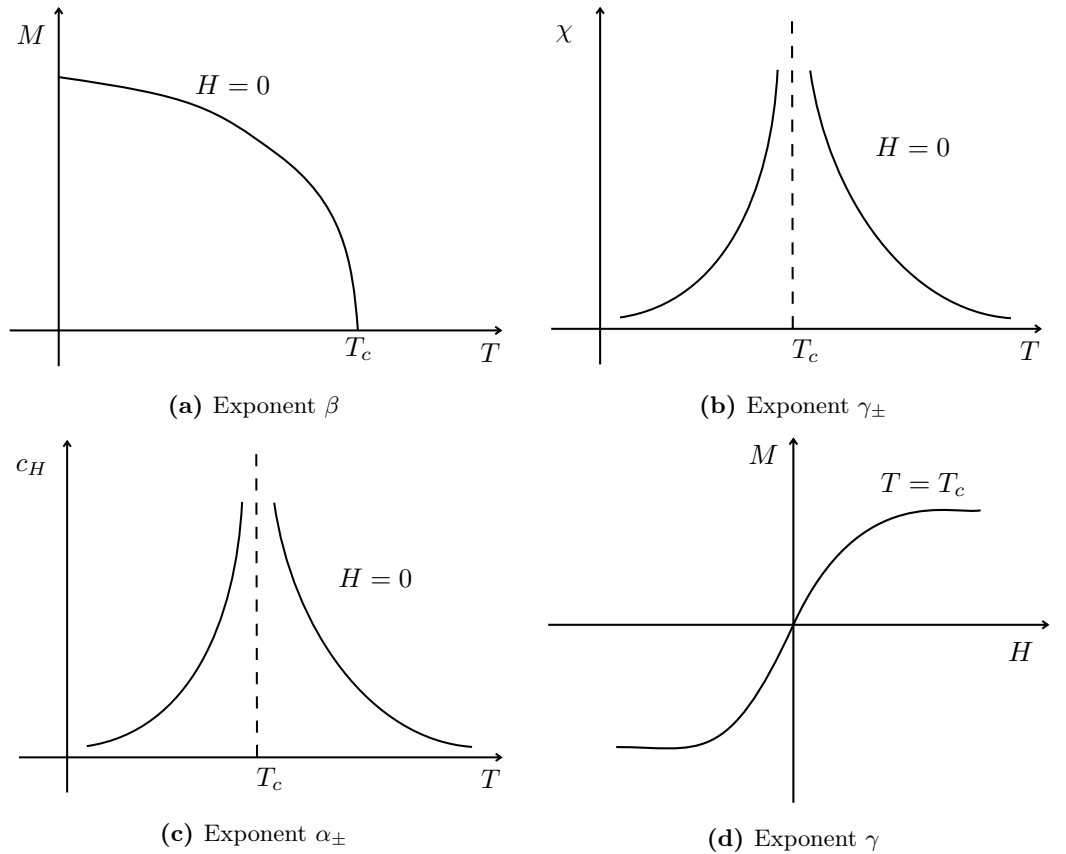 M
H = 0
T_c
T
(a) Exponent β
χ
H = 0
T_c
T
(b) Exponent γ±
c_H
H = 0
T_c
T
(c) Exponent α±
M
T = T_c
H
(d) Exponent γ